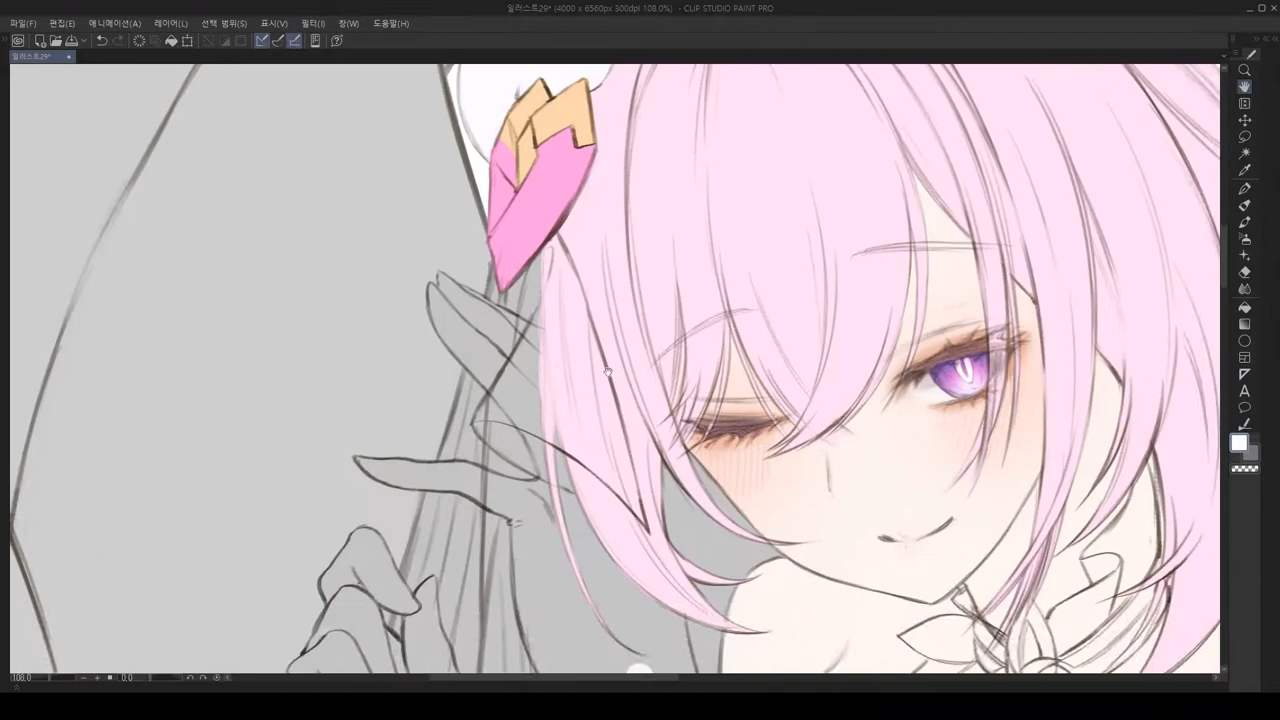 일러스트29* (4000 x 6560px 300dpi 108.0%) - CLIP STUDIO PAINT PRO
파일(F) 편집(E) 애니메이션(A) 레이어(L) 선택 범위(S) 표시(V) 필터(I) 창(W) 도움말(H)
일러스트29*
108.0 0.0